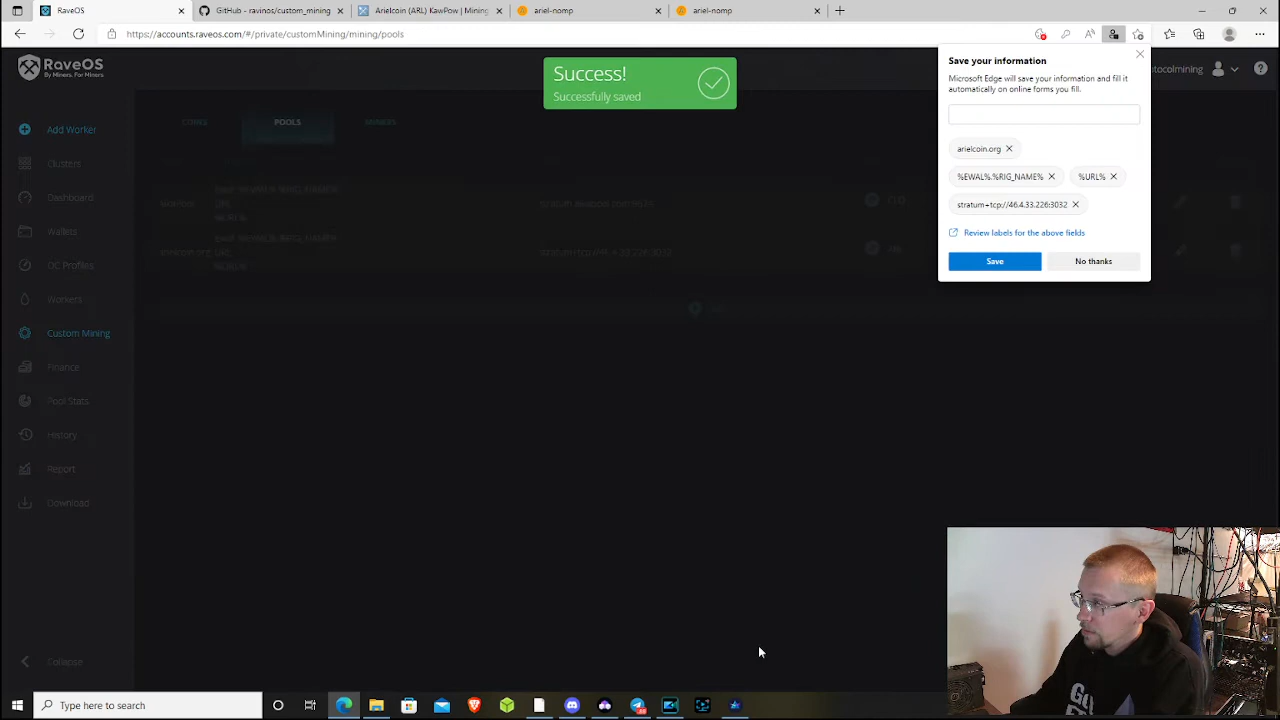 RaveOS
GitHub - ravinos/custom_mining
Arielcoin (ARL) KawPow | Mining
ariel-nomp
ariel-nomp
https://accounts.raveos.com/#/private/customMining/mining/pools
RaveOS
By Miners. For Miners
Success!
Successfully saved
Save your information
Microsoft Edge will save your information and fill it
automatically on online forms you fill.
arielcoin.org
%EWAL%.%RIG_NAME%
%URL%
stratum+tcp://46.4.33.226:3032
Review labels for the above fields
Save
No thanks
otocolmining
Add Worker
Clusters
Dashboard
Wallets
OC Profiles
Workers
Custom Mining
Finance
Pool Stats
History
Report
Download
Collapse
COINS
POOLS
MINERS
URL
Type here to search